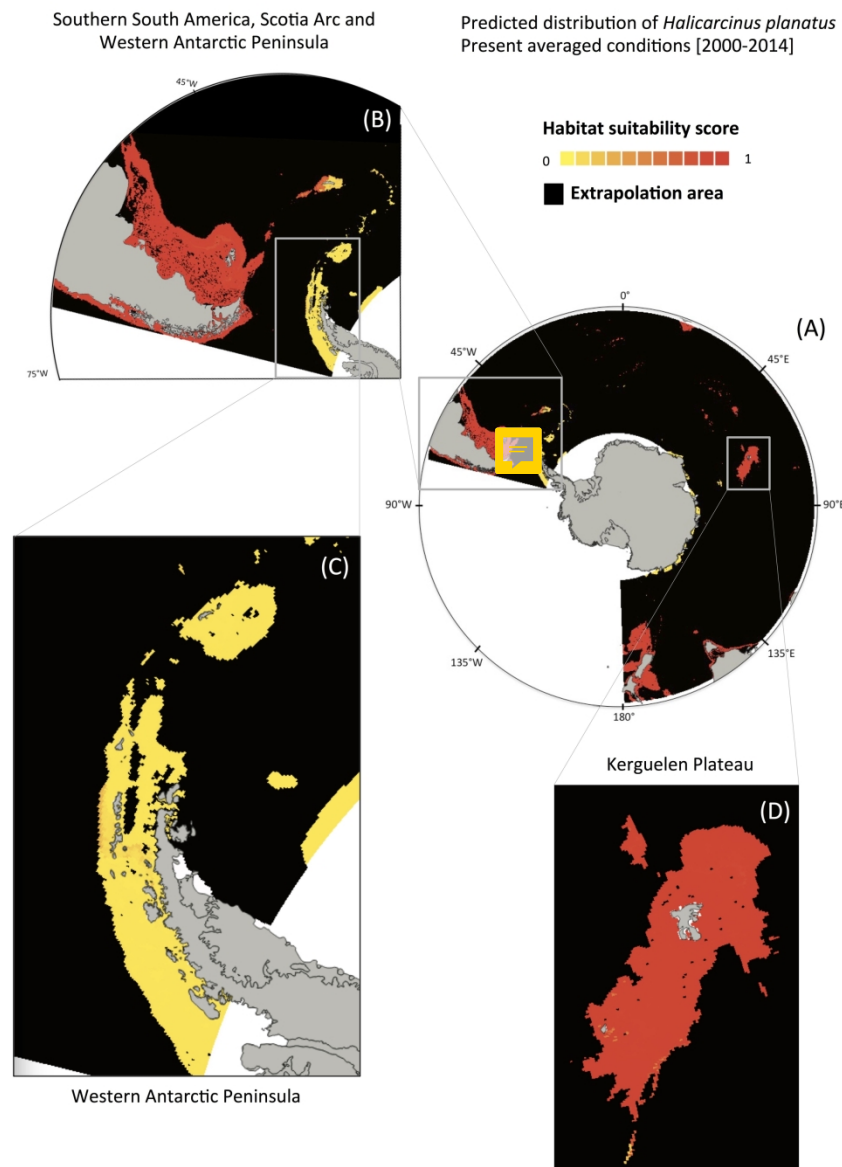 Southern South America, Scotia Arc and
Western Antarctic Peninsula
Predicted distribution of Halicarcinus planatus
Present averaged conditions [2000-2014]
45°W
(B)
75°W
Habitat suitability score
0 1
Extrapolation area
0°
(A)
45°W
45°E
90°W
90°E
135°W
135°E
180°
(C)
Western Antarctic Peninsula
Kerguelen Plateau
(D)